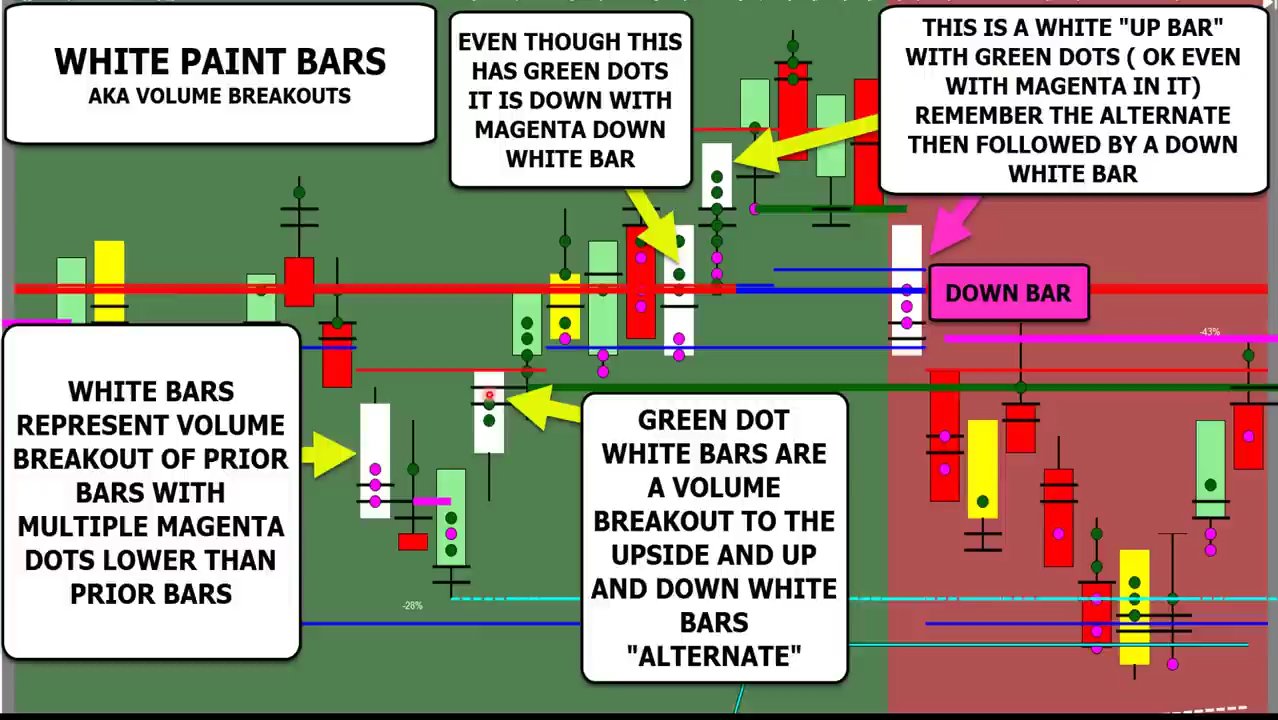 WHITE PAINT BARS
AKA VOLUME BREAKOUTS
EVEN THOUGH THIS
HAS GREEN DOTS
IT IS DOWN WITH
MAGENTA DOWN
WHITE BAR
THIS IS A WHITE "UP BAR"
WITH GREEN DOTS ( OK EVEN
WITH MAGENTA IN IT)
REMEMBER THE ALTERNATE
THEN FOLLOWED BY A DOWN
WHITE BAR
DOWN BAR
-43%
WHITE BARS
REPRESENT VOLUME
BREAKOUT OF PRIOR
BARS WITH
MULTIPLE MAGENTA
DOTS LOWER THAN
PRIOR BARS
GREEN DOT
WHITE BARS ARE
A VOLUME
BREAKOUT TO THE
UPSIDE AND UP
AND DOWN WHITE
BARS
"ALTERNATE"
-28%